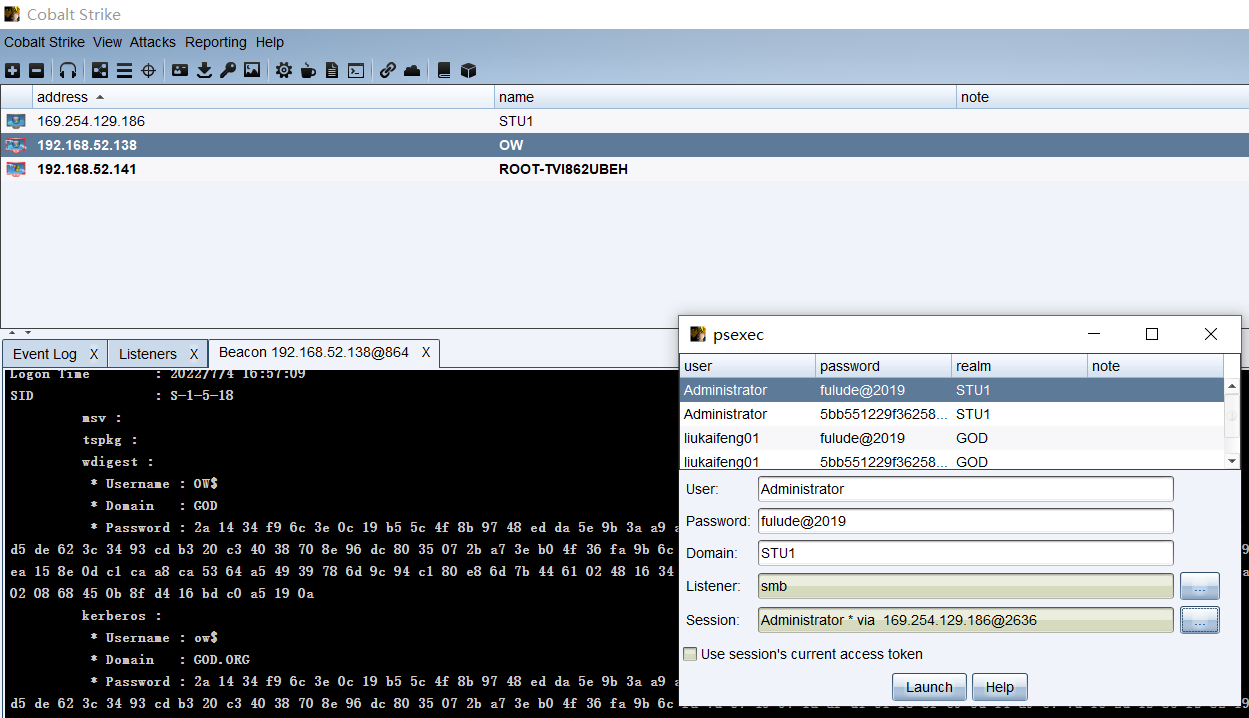 Cobalt Strike
Cobalt Strike View Attacks Reporting Help
address name note
169.254.129.186 STU1
192.168.52.138 OW
192.168.52.141 ROOT-TVI862UBEH
Event Log X Listeners X Beacon 192.168.52.138@864 X
Logon Time : 2022/7/4 16:57:09
SID : S-1-5-18
msv :
tspkg :
wdigest :
* Username : OW$
* Domain : GOD
* Password : 2a 14 34 f9 6c 3e 0c 19 b5 5c 4f 8b 97 48 ed da 5e 9b 3a a9
d5 de 62 3c 34 93 cd b3 20 c3 40 38 70 8e 96 dc 80 35 07 2b a7 3e b0 4f 36 fa 9b 6c
ea 15 8e 0d c1 ca a8 ca 53 64 a5 49 39 78 6d 9c 94 c1 80 e8 6d 7b 44 61 02 48 16 34
02 08 68 45 0b 8f d4 16 bd c0 a5 19 0a
kerberos :
* Username : ow$
* Domain : GOD.ORG
* Password : 2a 14 34 f9 6c 3e 0c 19 b5 5c 4f 8b 97 48 ed da 5e 9b 3a a9
d5 de 62 3c 34 93 cd b3 20 c3 40 38 70 8e 96 dc 80 35 07 2b a7 3e b0 4f 36 fa 9b 6c
psexec
user password realm note
Administrator fulude@2019 STU1
Administrator 5bb551229f36258... STU1
liukaifeng01 fulude@2019 GOD
liukaifeng01 5bb551229f36258... GOD
User: Administrator
Password: fulude@2019
Domain: STU1
Listener: smb ...
Session: Administrator * via 169.254.129.186@2636 ...
Use session's current access token
Launch Help